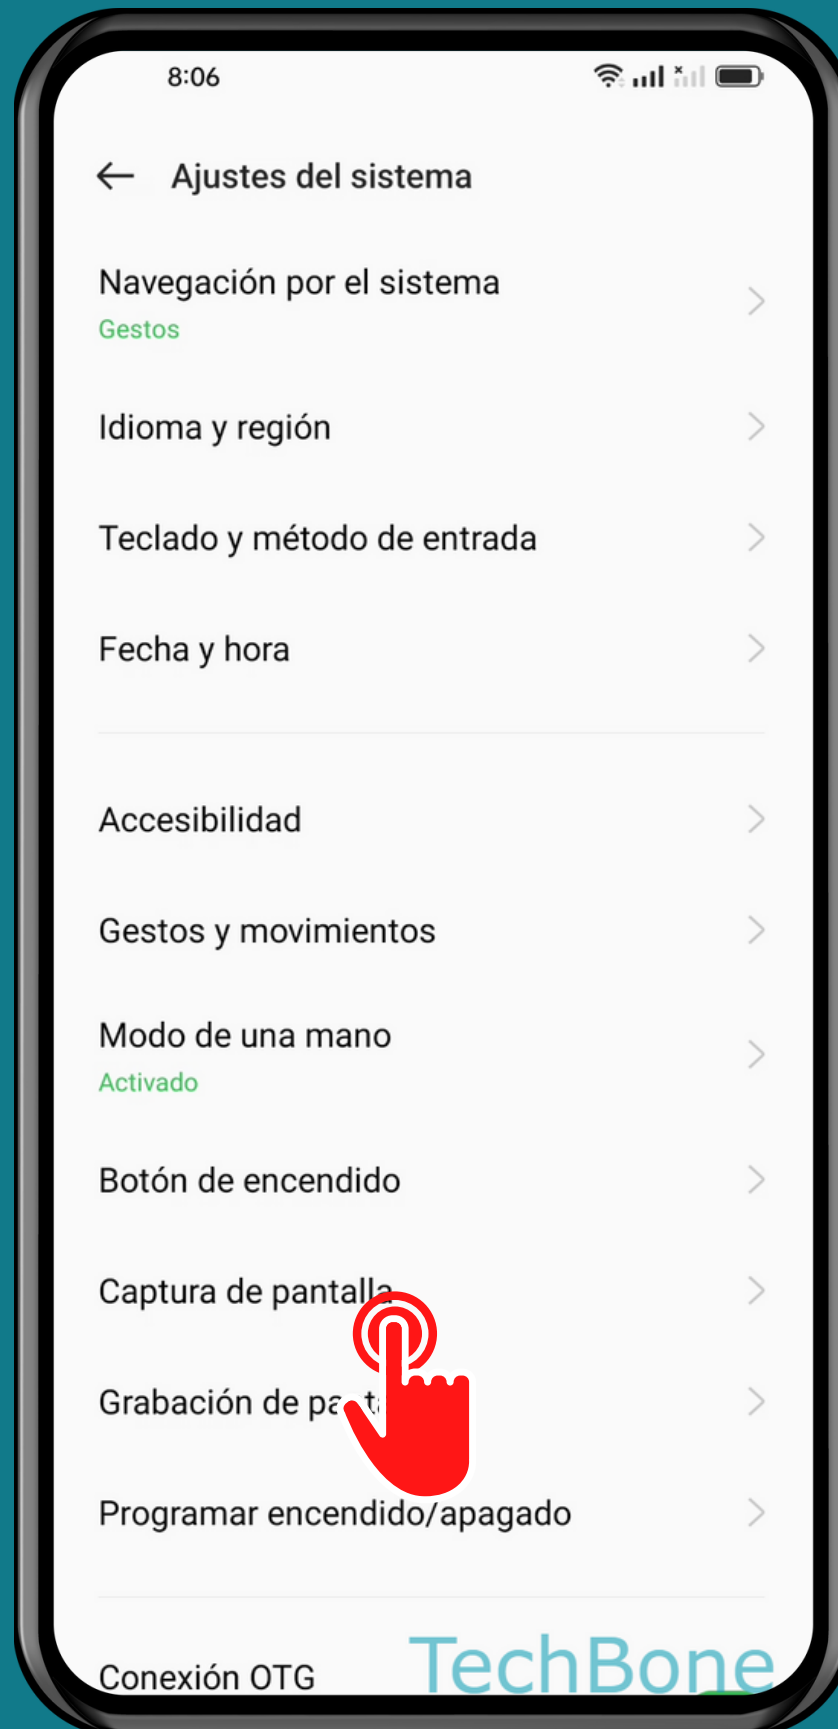 8:06
Ajustes del sistema
Navegación por el sistema
Gestos
Idioma y región
Teclado y método de entrada
Fecha y hora
Accesibilidad
Gestos y movimientos
Modo de una mano
Activado
Botón de encendido
Captura de pantalla
Grabación de
Programar encendido/apagado
Conexión OTG
TechBone